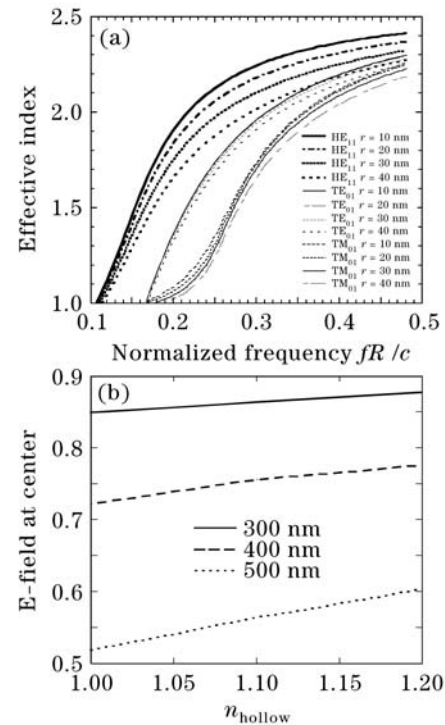 (a)
2.5
2.0
1.5
1.0
Effective index
HE₁₁ r = 10 nm
HE₁₁ r = 20 nm
HE₁₁ r = 30 nm
HE₁₁ r = 40 nm
TE₀₁ r = 10 nm
TE₀₁ r = 20 nm
TE₀₁ r = 30 nm
TE₀₁ r = 40 nm
TM₀₁ r = 10 nm
TM₀₁ r = 20 nm
TM₀₁ r = 30 nm
TM₀₁ r = 40 nm
0.1 0.2 0.3 0.4 0.5
Normalized frequency fR/c
(b)
0.9
0.8
0.7
0.6
0.5
E-field at center
300 nm
400 nm
500 nm
1.00 1.05 1.10 1.15 1.20
n_hollow